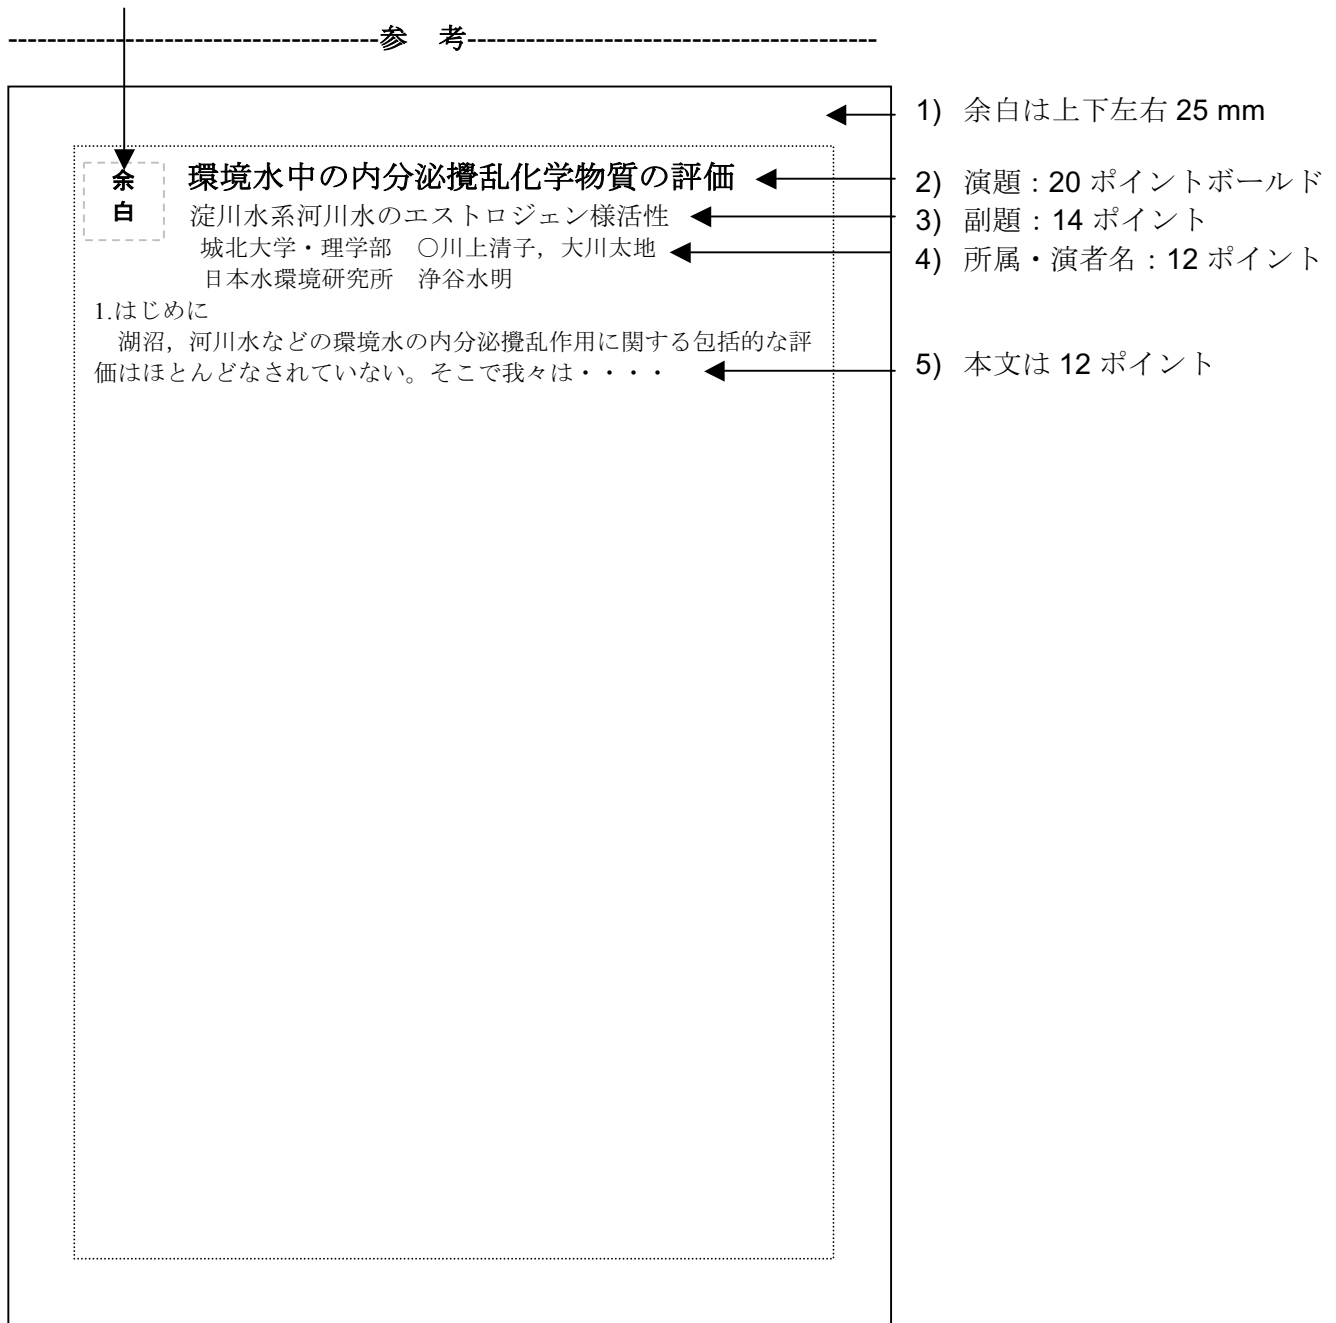 --------------------------------------参　考------------------------------------------
余
白
環境水中の内分泌攪乱化学物質の評価
淀川水系河川水のエストロジェン様活性
城北大学・理学部　○川上清子，大川太地
日本水環境研究所　浄谷水明
1.はじめに
　湖沼，河川水などの環境水の内分泌攪乱作用に関する包括的な評
価はほとんどなされていない。そこで我々は・・・・
1) 余白は上下左右 25 mm
2) 演題：20 ポイントボールド
3) 副題：14 ポイント
4) 所属・演者名：12 ポイント
5) 本文は 12 ポイント